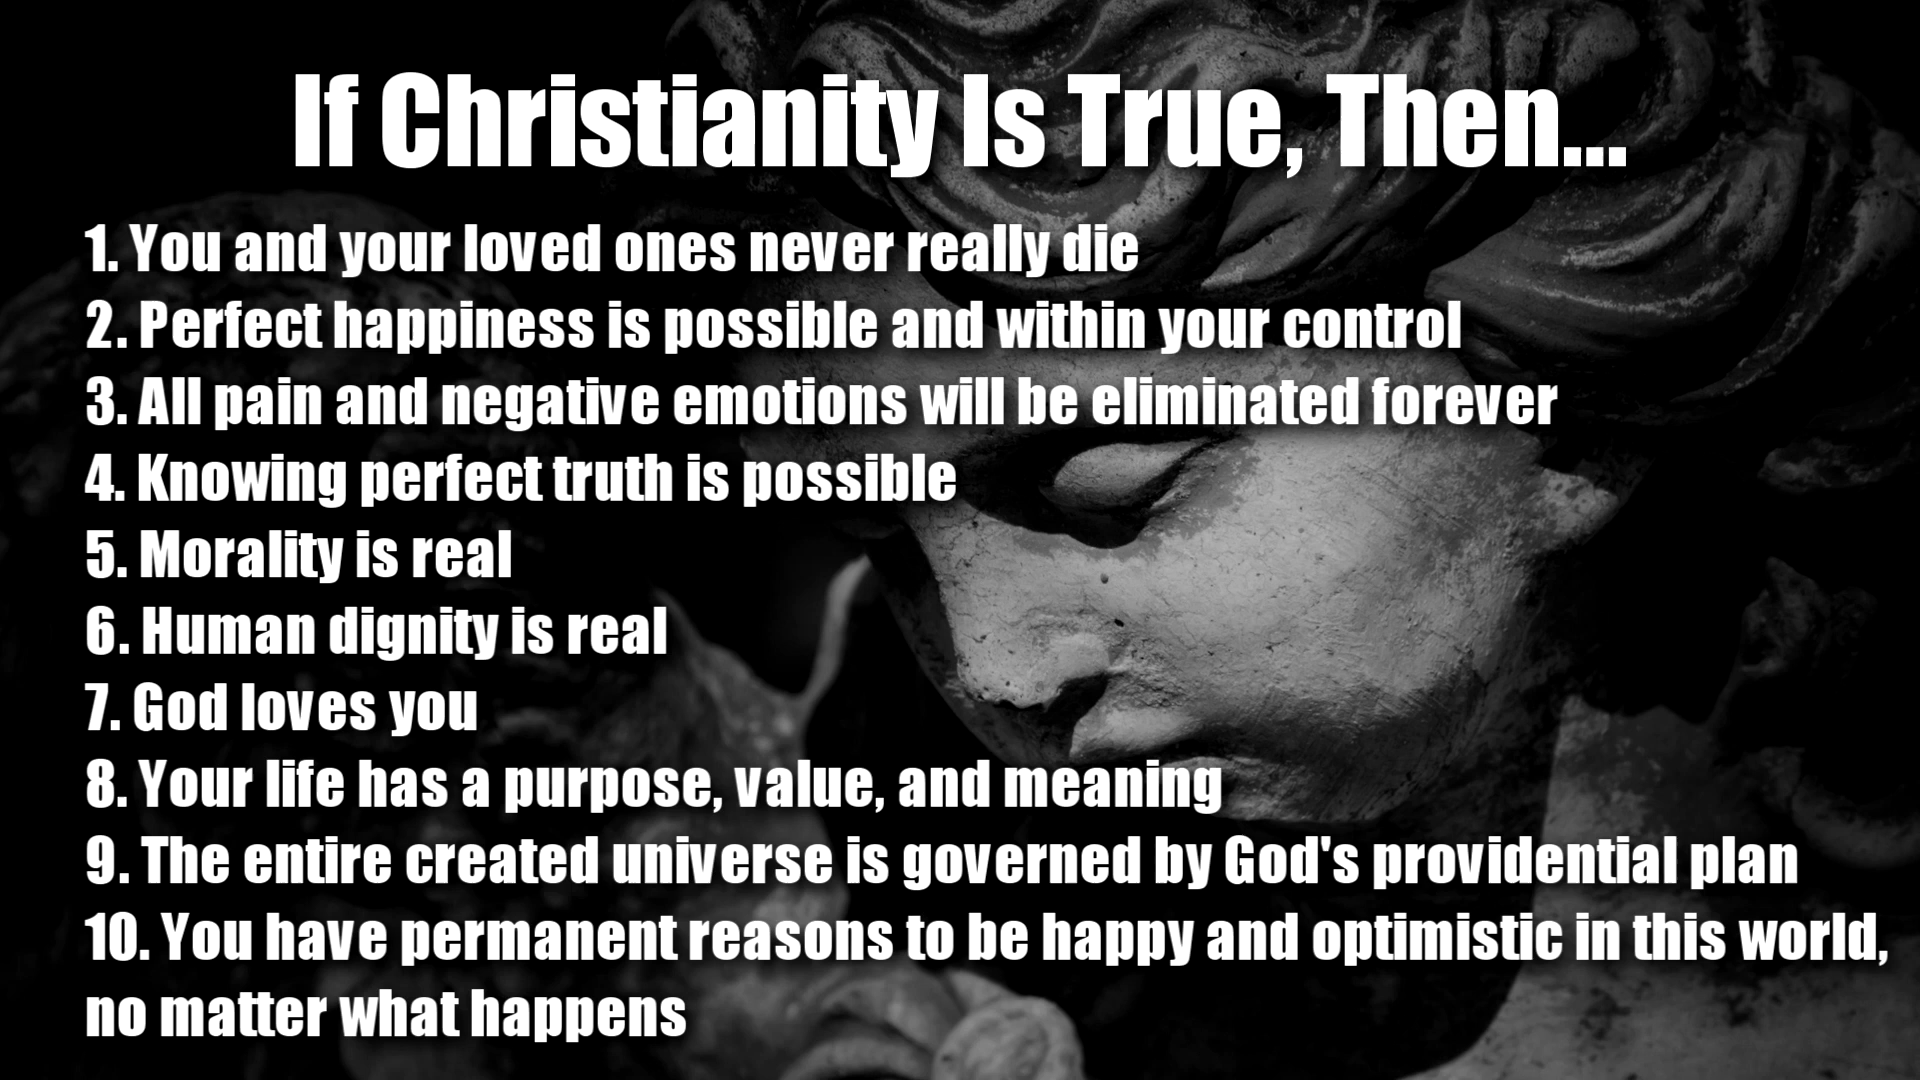 If Christianity Is True, Then...
1. You and your loved ones never really die
2. Perfect happiness is possible and within your control
3. All pain and negative emotions will be eliminated forever
4. Knowing perfect truth is possible
5. Morality is real
6. Human dignity is real
7. God loves you
8. Your life has a purpose, value, and meaning
9. The entire created universe is governed by God's providential plan
10. You have permanent reasons to be happy and optimistic in this world,
no matter what happens